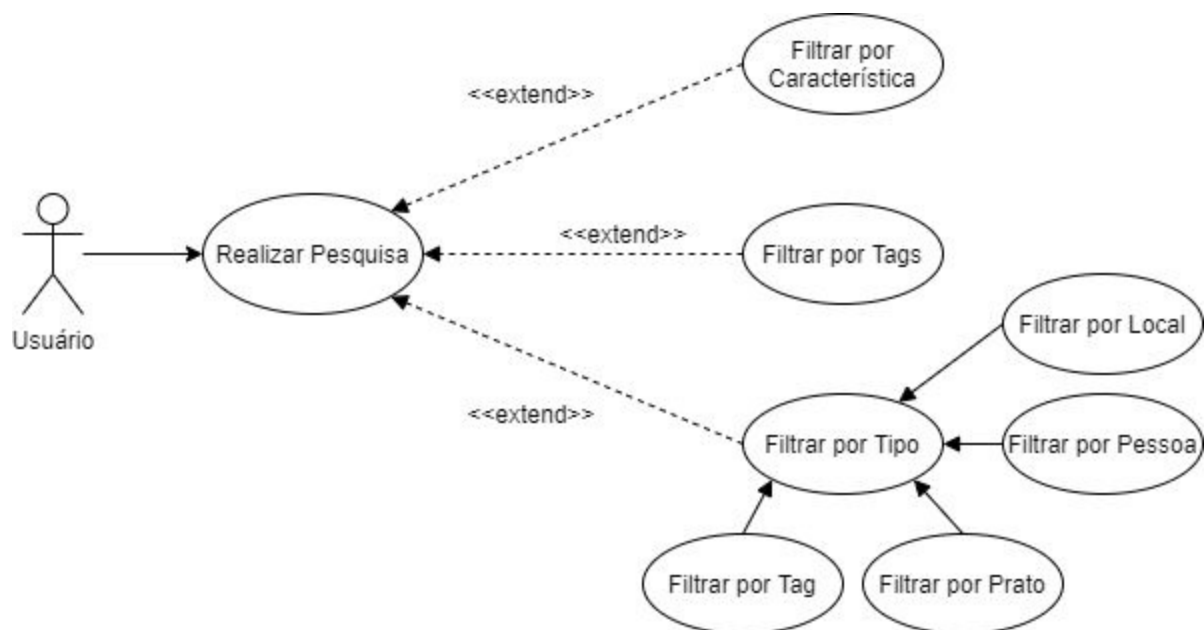 Filtrar por
Característica
<<extend>>
<<extend>>
Realizar Pesquisa
Filtrar por Tags
Usuário
Filtrar por Local
<<extend>>
Filtrar por Tipo
Filtrar por Pessoa
Filtrar por Tag
Filtrar por Prato